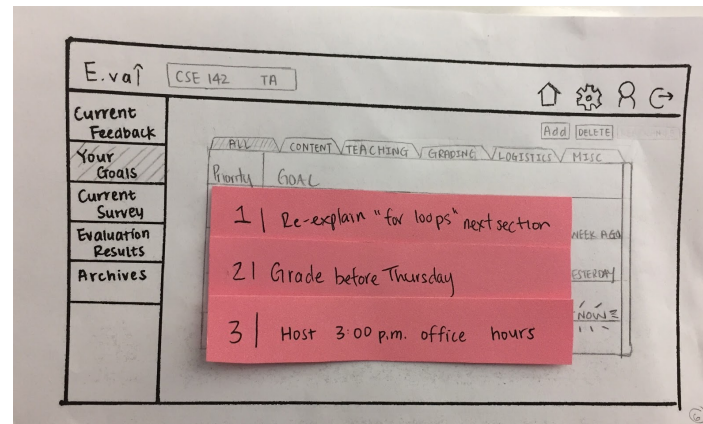 E.val
CSE 142 TA
Current
Feedback
Your
Goals
Current
Survey
Evaluation
Results
Archives
Add DELETE
ALL CONTENT TEACHING GRADING LOGISTICS MISC
Priority GOAL
1 | Re-explain "for loops" next section
WEEK AGO
2 | Grade before Thursday
YESTERDAY
3 | Host 3:00 p.m. office hours
NOW